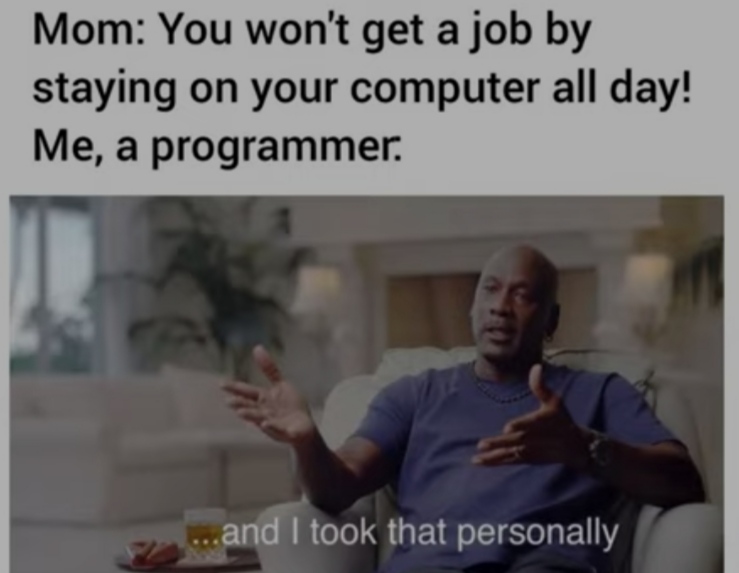 Mom: You won't get a job by
staying on your computer all day!
Me, a programmer:
...and I took that personally